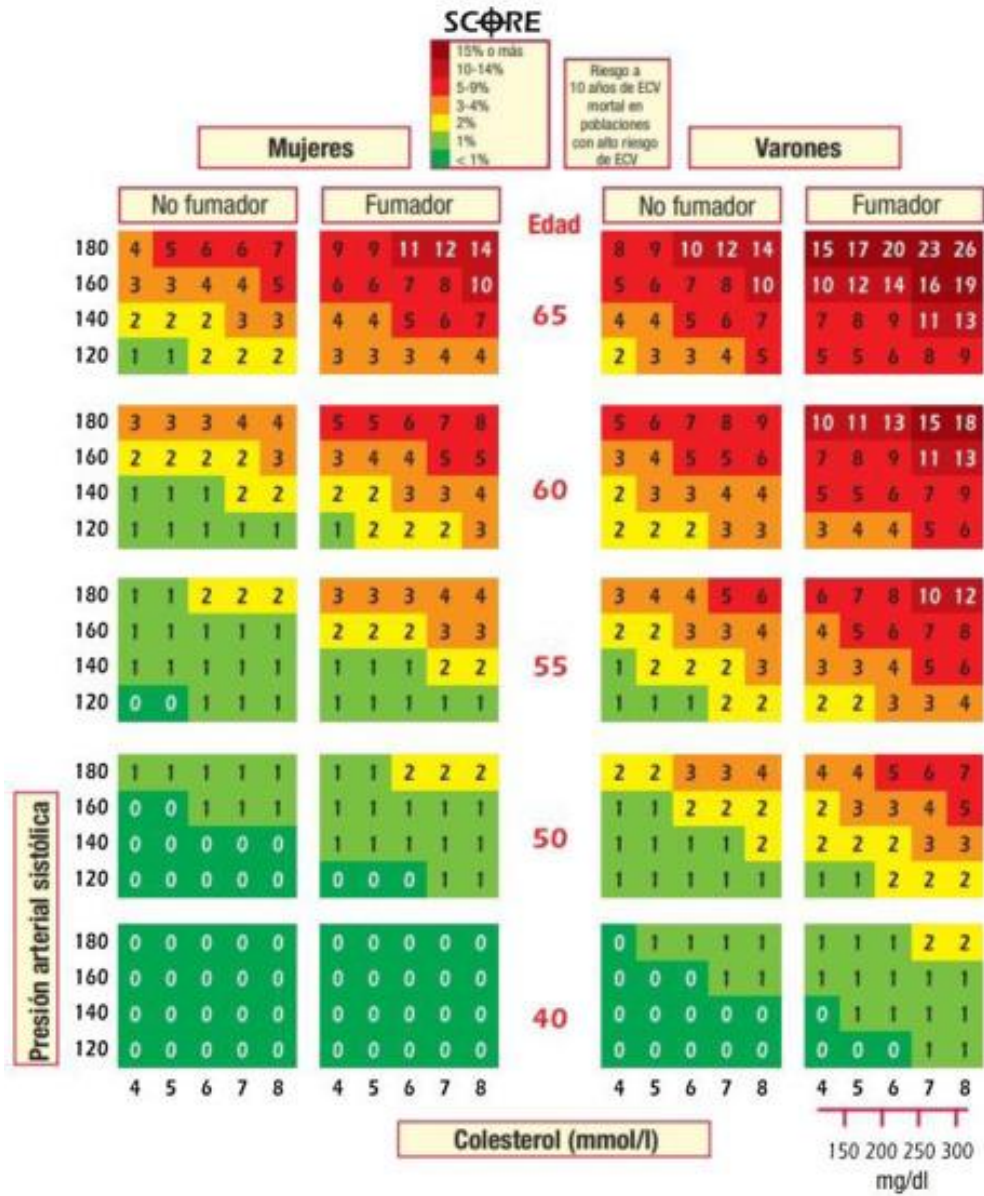 SCORE
15% o más
10-14%
5-9%
3-4%
2%
1%
< 1%
Riesgo a
10 años de ECV
mortal en
poblaciones
con alto riesgo
de ECV
Mujeres
Varones
No fumador Fumador Edad No fumador Fumador
180 4 5 6 6 7 9 9 11 12 14 8 9 10 12 14 15 17 20 23 26
160 3 3 4 4 5 6 6 7 8 10 5 6 7 8 10 10 12 14 16 19
65
140 2 2 2 3 3 4 4 5 6 7 4 4 5 6 7 7 8 9 11 13
120 1 1 2 2 2 3 3 3 4 4 2 3 3 4 5 5 5 6 8 9
180 3 3 3 4 4 5 5 6 7 8 5 6 7 8 9 10 11 13 15 18
160 2 2 2 2 3 3 4 4 5 5 3 4 5 5 6 7 8 9 11 13
60
140 1 1 1 2 2 2 2 3 3 4 2 3 3 4 4 5 5 6 7 9
120 1 1 1 1 1 1 2 2 2 3 2 2 2 3 3 3 4 4 5 6
180 1 1 2 2 2 3 3 3 4 4 3 4 4 5 6 6 7 8 10 12
160 1 1 1 1 1 2 2 2 3 3 2 2 3 3 4 4 5 6 7 8
55
140 1 1 1 1 1 1 1 1 2 2 1 2 2 2 3 3 3 4 5 6
120 0 0 1 1 1 1 1 1 1 1 1 1 1 2 2 2 2 3 3 4
180 1 1 1 1 1 1 1 2 2 2 2 2 3 3 4 4 4 5 6 7
160 0 0 1 1 1 1 1 1 1 1 1 1 2 2 2 2 3 3 4 5
50
140 0 0 0 0 0 1 1 1 1 1 1 1 1 1 2 2 2 2 3 3
120 0 0 0 0 0 0 0 0 1 1 1 1 1 1 1 1 1 2 2 2
180 0 0 0 0 0 0 0 0 0 0 0 1 1 1 1 1 1 1 2 2
160 0 0 0 0 0 0 0 0 0 0 0 0 0 1 1 1 1 1 1 1
40
140 0 0 0 0 0 0 0 0 0 0 0 0 0 0 0 0 1 1 1 1
120 0 0 0 0 0 0 0 0 0 0 0 0 0 0 0 0 0 0 1 1
4 5 6 7 8 4 5 6 7 8 4 5 6 7 8 4 5 6 7 8
Presión arterial sistólica
Colesterol (mmol/l)
150 200 250 300
mg/dl